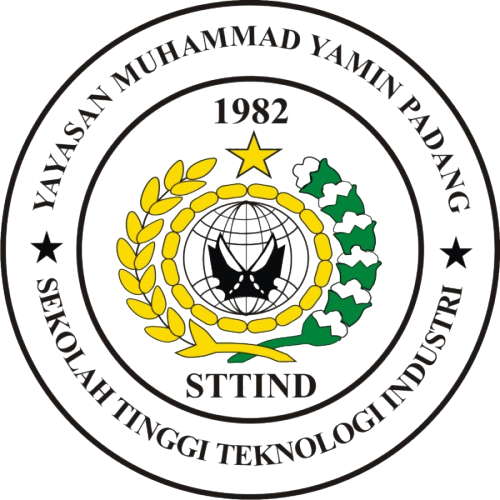 YAYASAN MUHAMMAD YAMIN PADANG
1982
STTIND
SEKOLAH TINGGI TEKNOLOGI INDUSTRI